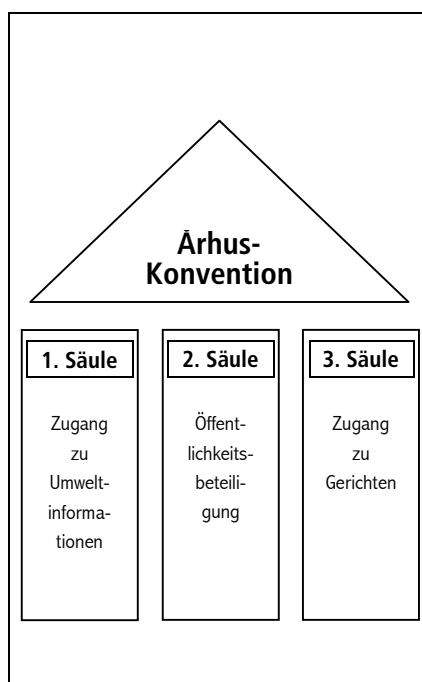 Århus-
Konvention
1. Säule
Zugang
zu
Umwelt-
informa-
tionen
2. Säule
Öffent-
lichkeits-
beteili-
gung
3. Säule
Zugang
zu
Gerichten